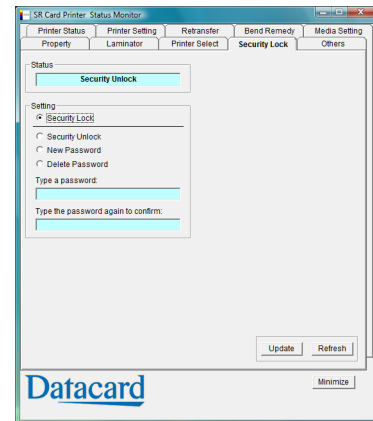 SR Card Printer Status Monitor
Printer Status Printer Setting Retransfer Bend Remedy Media Setting
Property Laminator Printer Select Security Lock Others
Status
Security Unlock
Setting
Security Lock
Security Unlock
New Password
Delete Password
Type a password:
Type the password again to confirm:
Update Refresh
Datacard
Minimize